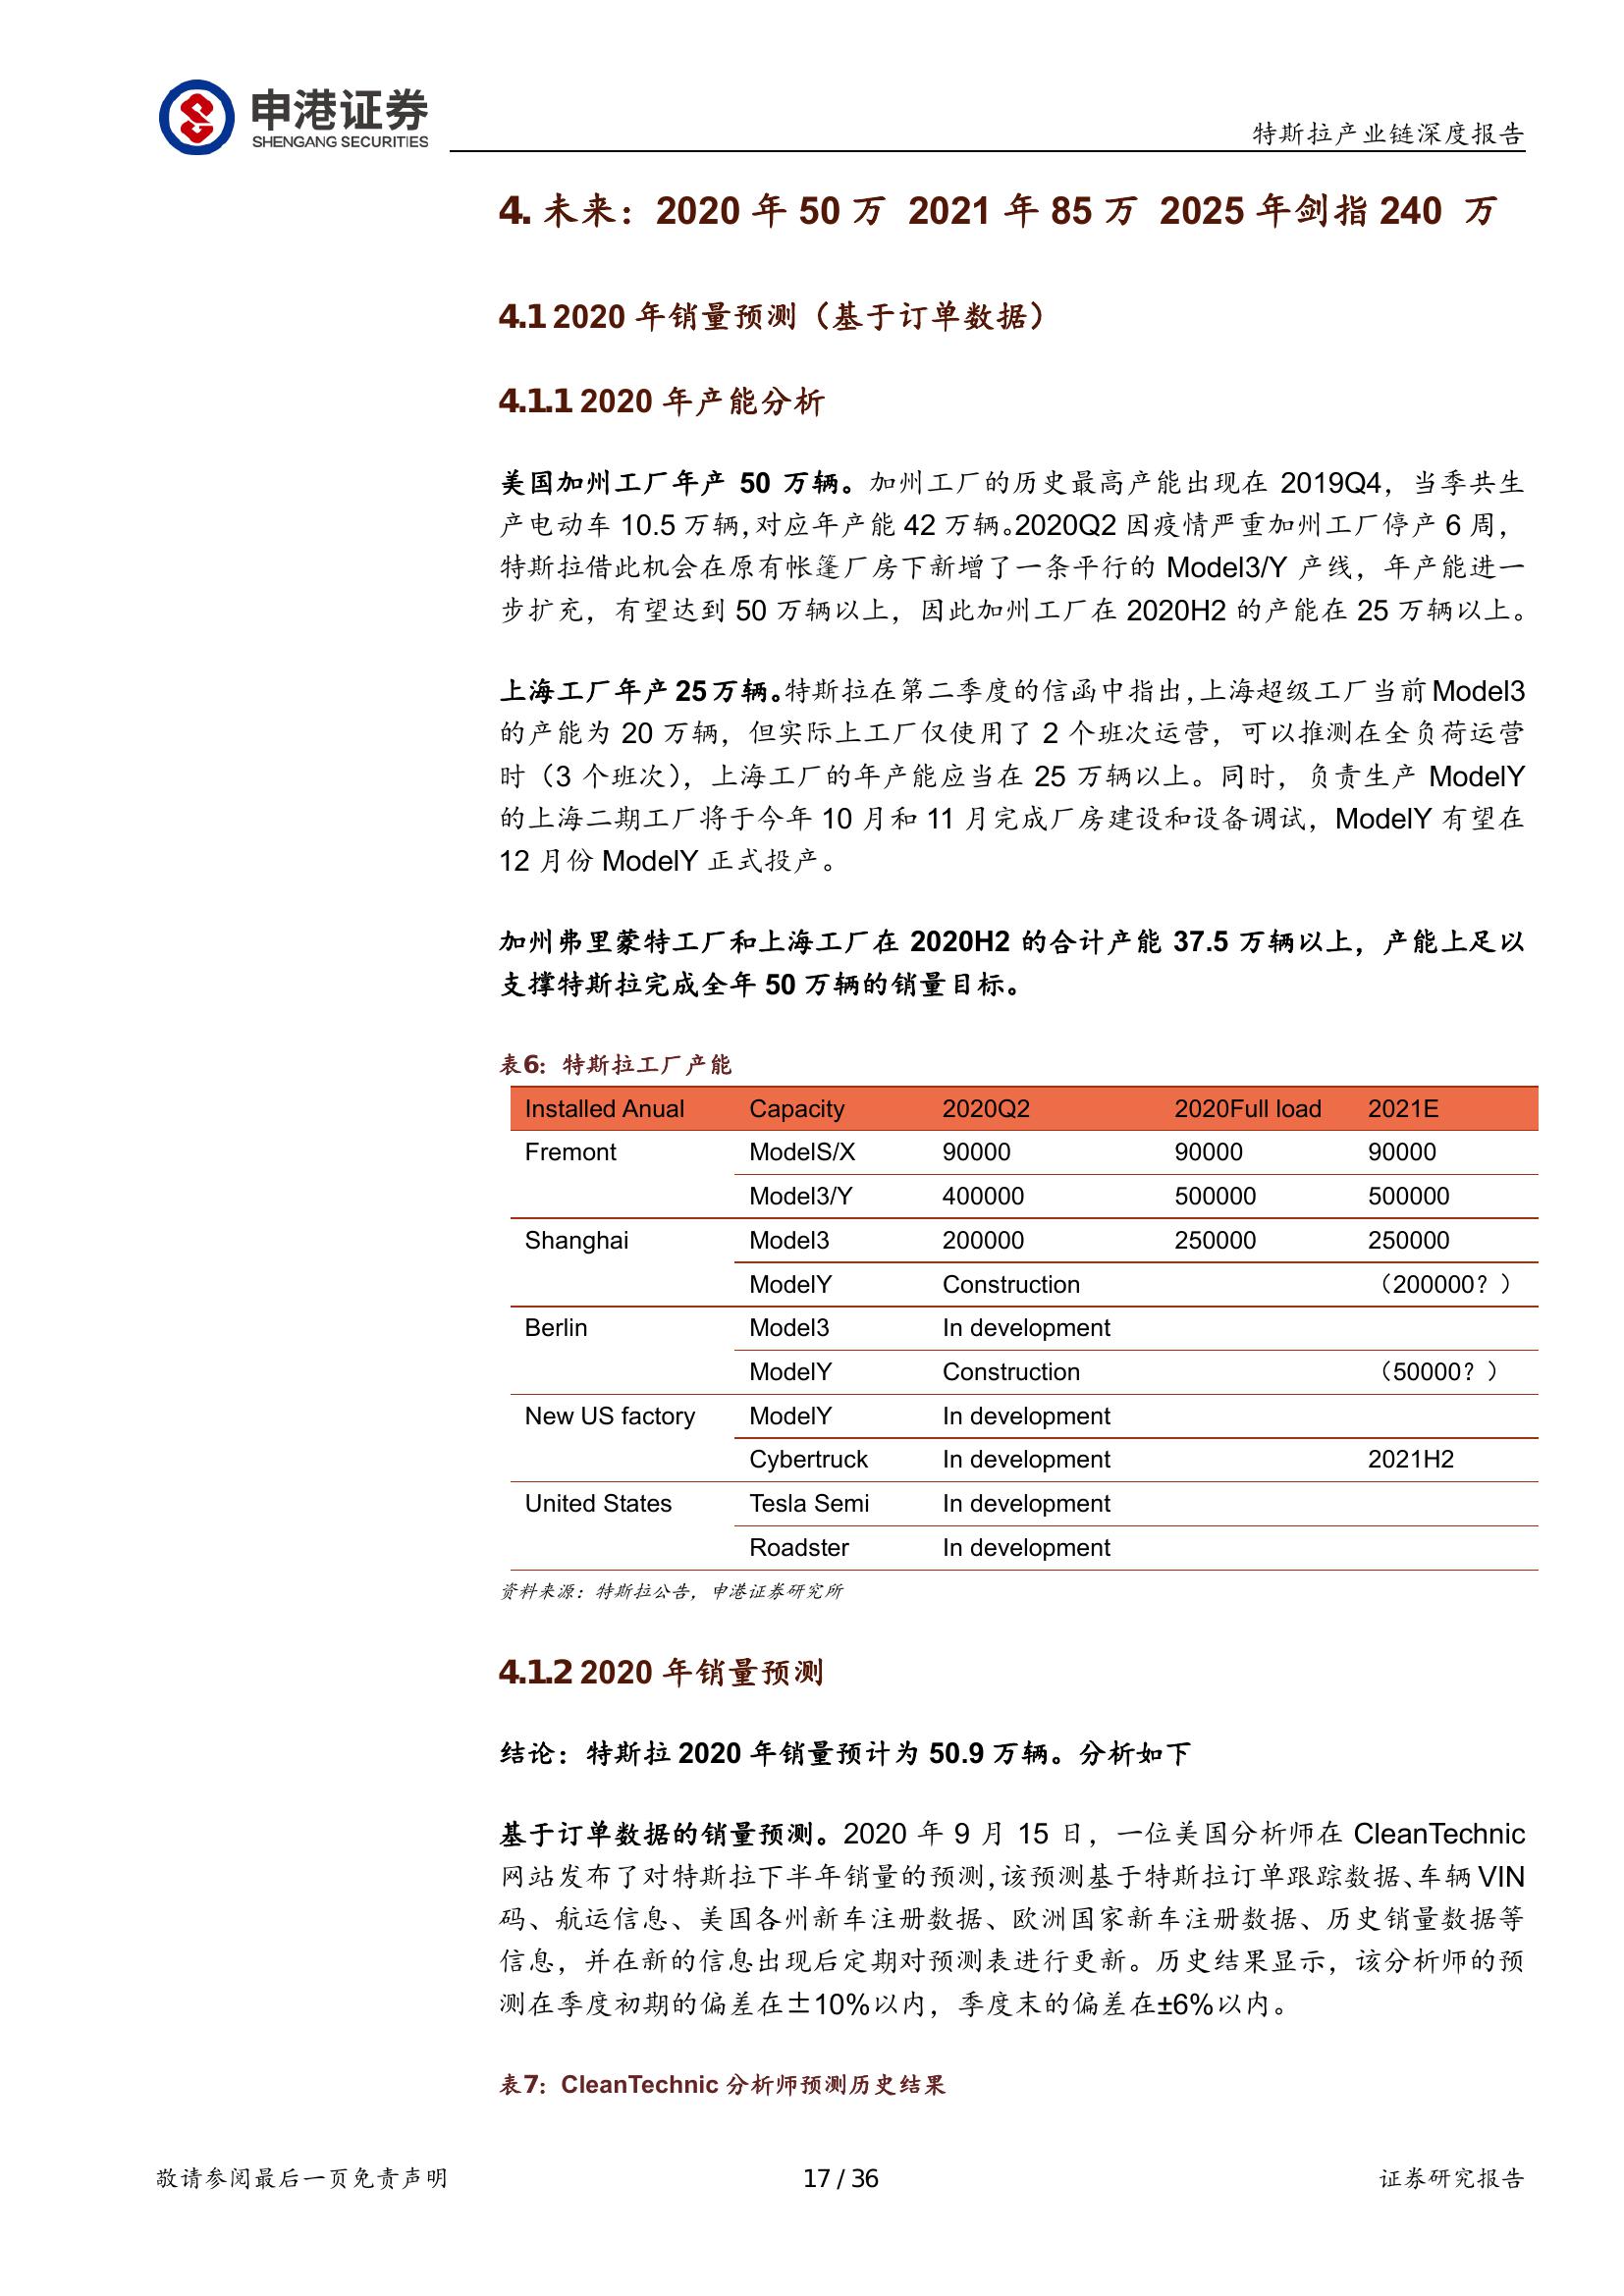 申港证券
SHENGANG SECURITIES
特斯拉产业链深度报告
4. 未来：2020 年 50 万 2021 年 85 万 2025 年剑指 240 万
4.1 2020 年销量预测（基于订单数据）
4.1.1 2020 年产能分析
美国加州工厂年产 50 万辆。加州工厂的历史最高产能出现在 2019Q4，当季共生
产电动车 10.5 万辆，对应年产能 42 万辆。2020Q2 因疫情严重加州工厂停产 6 周，
特斯拉借此机会在原有帐篷厂房下新增了一条平行的 Model3/Y 产线，年产能进一
步扩充，有望达到 50 万辆以上，因此加州工厂在 2020H2 的产能在 25 万辆以上。
上海工厂年产 25 万辆。特斯拉在第二季度的信函中指出，上海超级工厂当前 Model3
的产能为 20 万辆，但实际上工厂仅使用了 2 个班次运营，可以推测在全负荷运营
时（3 个班次），上海工厂的年产能应当在 25 万辆以上。同时，负责生产 ModelY
的上海二期工厂将于今年 10 月和 11 月完成厂房建设和设备调试，ModelY 有望在
12 月份 ModelY 正式投产。
加州弗里蒙特工厂和上海工厂在 2020H2 的合计产能 37.5 万辆以上，产能上足以
支撑特斯拉完成全年 50 万辆的销量目标。
表6：特斯拉工厂产能
Installed Anual Capacity 2020Q2 2020Full load 2021E
Fremont ModelS/X 90000 90000 90000
Model3/Y 400000 500000 500000
Shanghai Model3 200000 250000 250000
ModelY Construction （200000？）
Berlin Model3 In development
ModelY Construction （50000？）
New US factory ModelY In development
Cybertruck In development 2021H2
United States Tesla Semi In development
Roadster In development
资料来源：特斯拉公告，申港证券研究所
4.1.2 2020 年销量预测
结论：特斯拉 2020 年销量预计为 50.9 万辆。分析如下
基于订单数据的销量预测。2020 年 9 月 15 日，一位美国分析师在 CleanTechnic
网站发布了对特斯拉下半年销量的预测，该预测基于特斯拉订单跟踪数据、车辆 VIN
码、航运信息、美国各州新车注册数据、欧洲国家新车注册数据、历史销量数据等
信息，并在新的信息出现后定期对预测表进行更新。历史结果显示，该分析师的预
测在季度初期的偏差在±10%以内，季度末的偏差在±6%以内。
表7：CleanTechnic 分析师预测历史结果
敬请参阅最后一页免责声明 17 / 36 证券研究报告